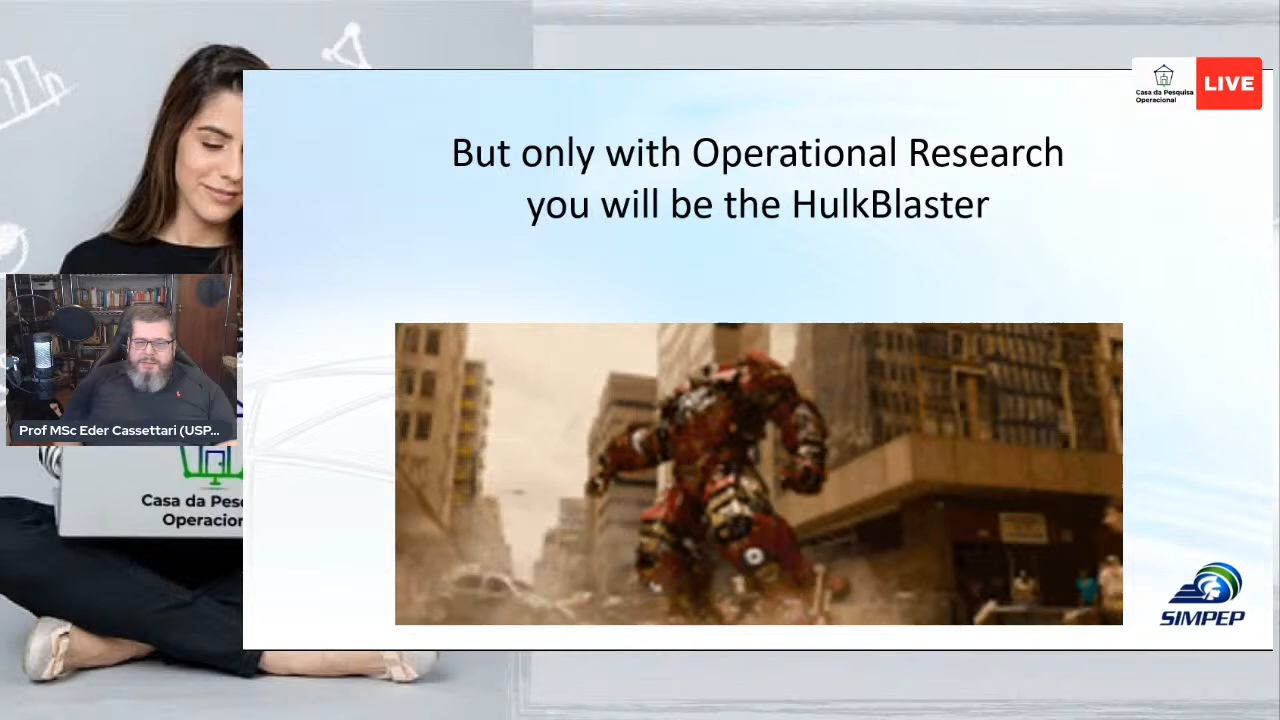 Casa da Pesquisa
Operacional
LIVE
But only with Operational Research
you will be the HulkBlaster
Prof MSc Eder Cassettari (USP...
Casa da Pes
Operacion
SIMPEP